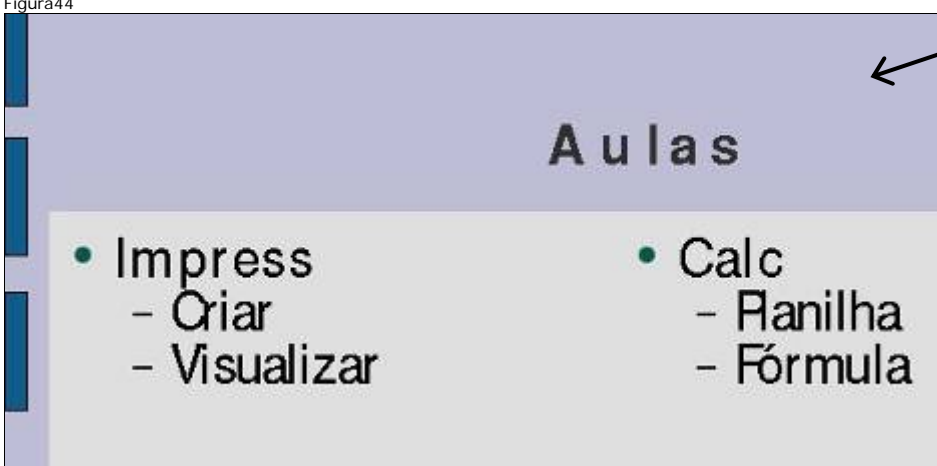 Figura44
Aulas
• Impress
– Criar
– Visualizar
• Calc
– Planilha
– Fórmula